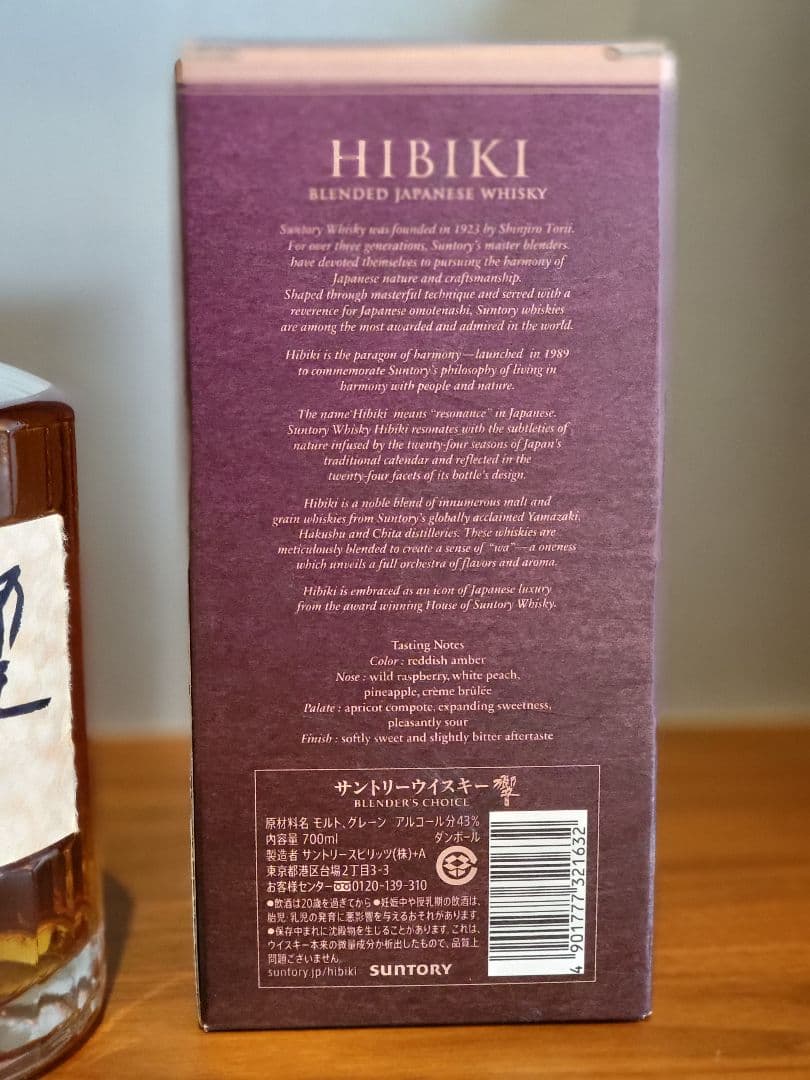 HIBIKI
BLENDED JAPANESE WHISKY
Suntory Whisky was founded in 1923 by Shinjiro Torii.
For over three generations, Suntory's master blenders
have devoted themselves to pursuing the harmony of
Japanese nature and craftsmanship.
Shaped through masterful technique and served with a
reverence for Japanese omotenashi, Suntory whiskies
are among the most awarded and admired in the world.
Hibiki is the paragon of harmony—launched in 1989
to commemorate Suntory's philosophy of living in
harmony with people and nature.
The name Hibiki means "resonance" in Japanese.
Suntory Whisky Hibiki resonates with the subtleties of
nature infused by the twenty-four seasons of Japan's
traditional calendar and reflected in the
twenty-four facets of its bottle's design.
Hibiki is a noble blend of innumerous malt and
grain whiskies from Suntory's globally acclaimed Yamazaki,
Hakushu and Chita distilleries. These whiskies are
meticulously blended to create a sense of "wa"—a oneness
which unveils a full orchestra of flavors and aroma.
Hibiki is embraced as an icon of Japanese luxury
from the award winning House of Suntory Whisky.
Tasting Notes
Color : reddish amber
Nose : wild raspberry, white peach,
pineapple, crème brûlée
Palate : apricot compote, expanding sweetness,
pleasantly sour
Finish : softly sweet and slightly bitter aftertaste
サントリーウイスキー 響
BLENDER'S CHOICE
原材料名 モルト、グレーン アルコール分43%
内容量 700ml ダンボール
製造者 サントリースピリッツ(株)+A
東京都港区台場2丁目3-3
お客様センター 0120-139-310
●飲酒は20歳を過ぎてから ●妊娠中や授乳期の飲酒は、
胎児・乳児の発育に悪影響を与えるおそれがあります。
●保存中まれに沈殿物を生じることがあります。これは、
ウイスキー本来の微量成分が析出したもので、品質上
問題ございません。
suntory.jp/hibiki SUNTORY
4 901777 321632
響